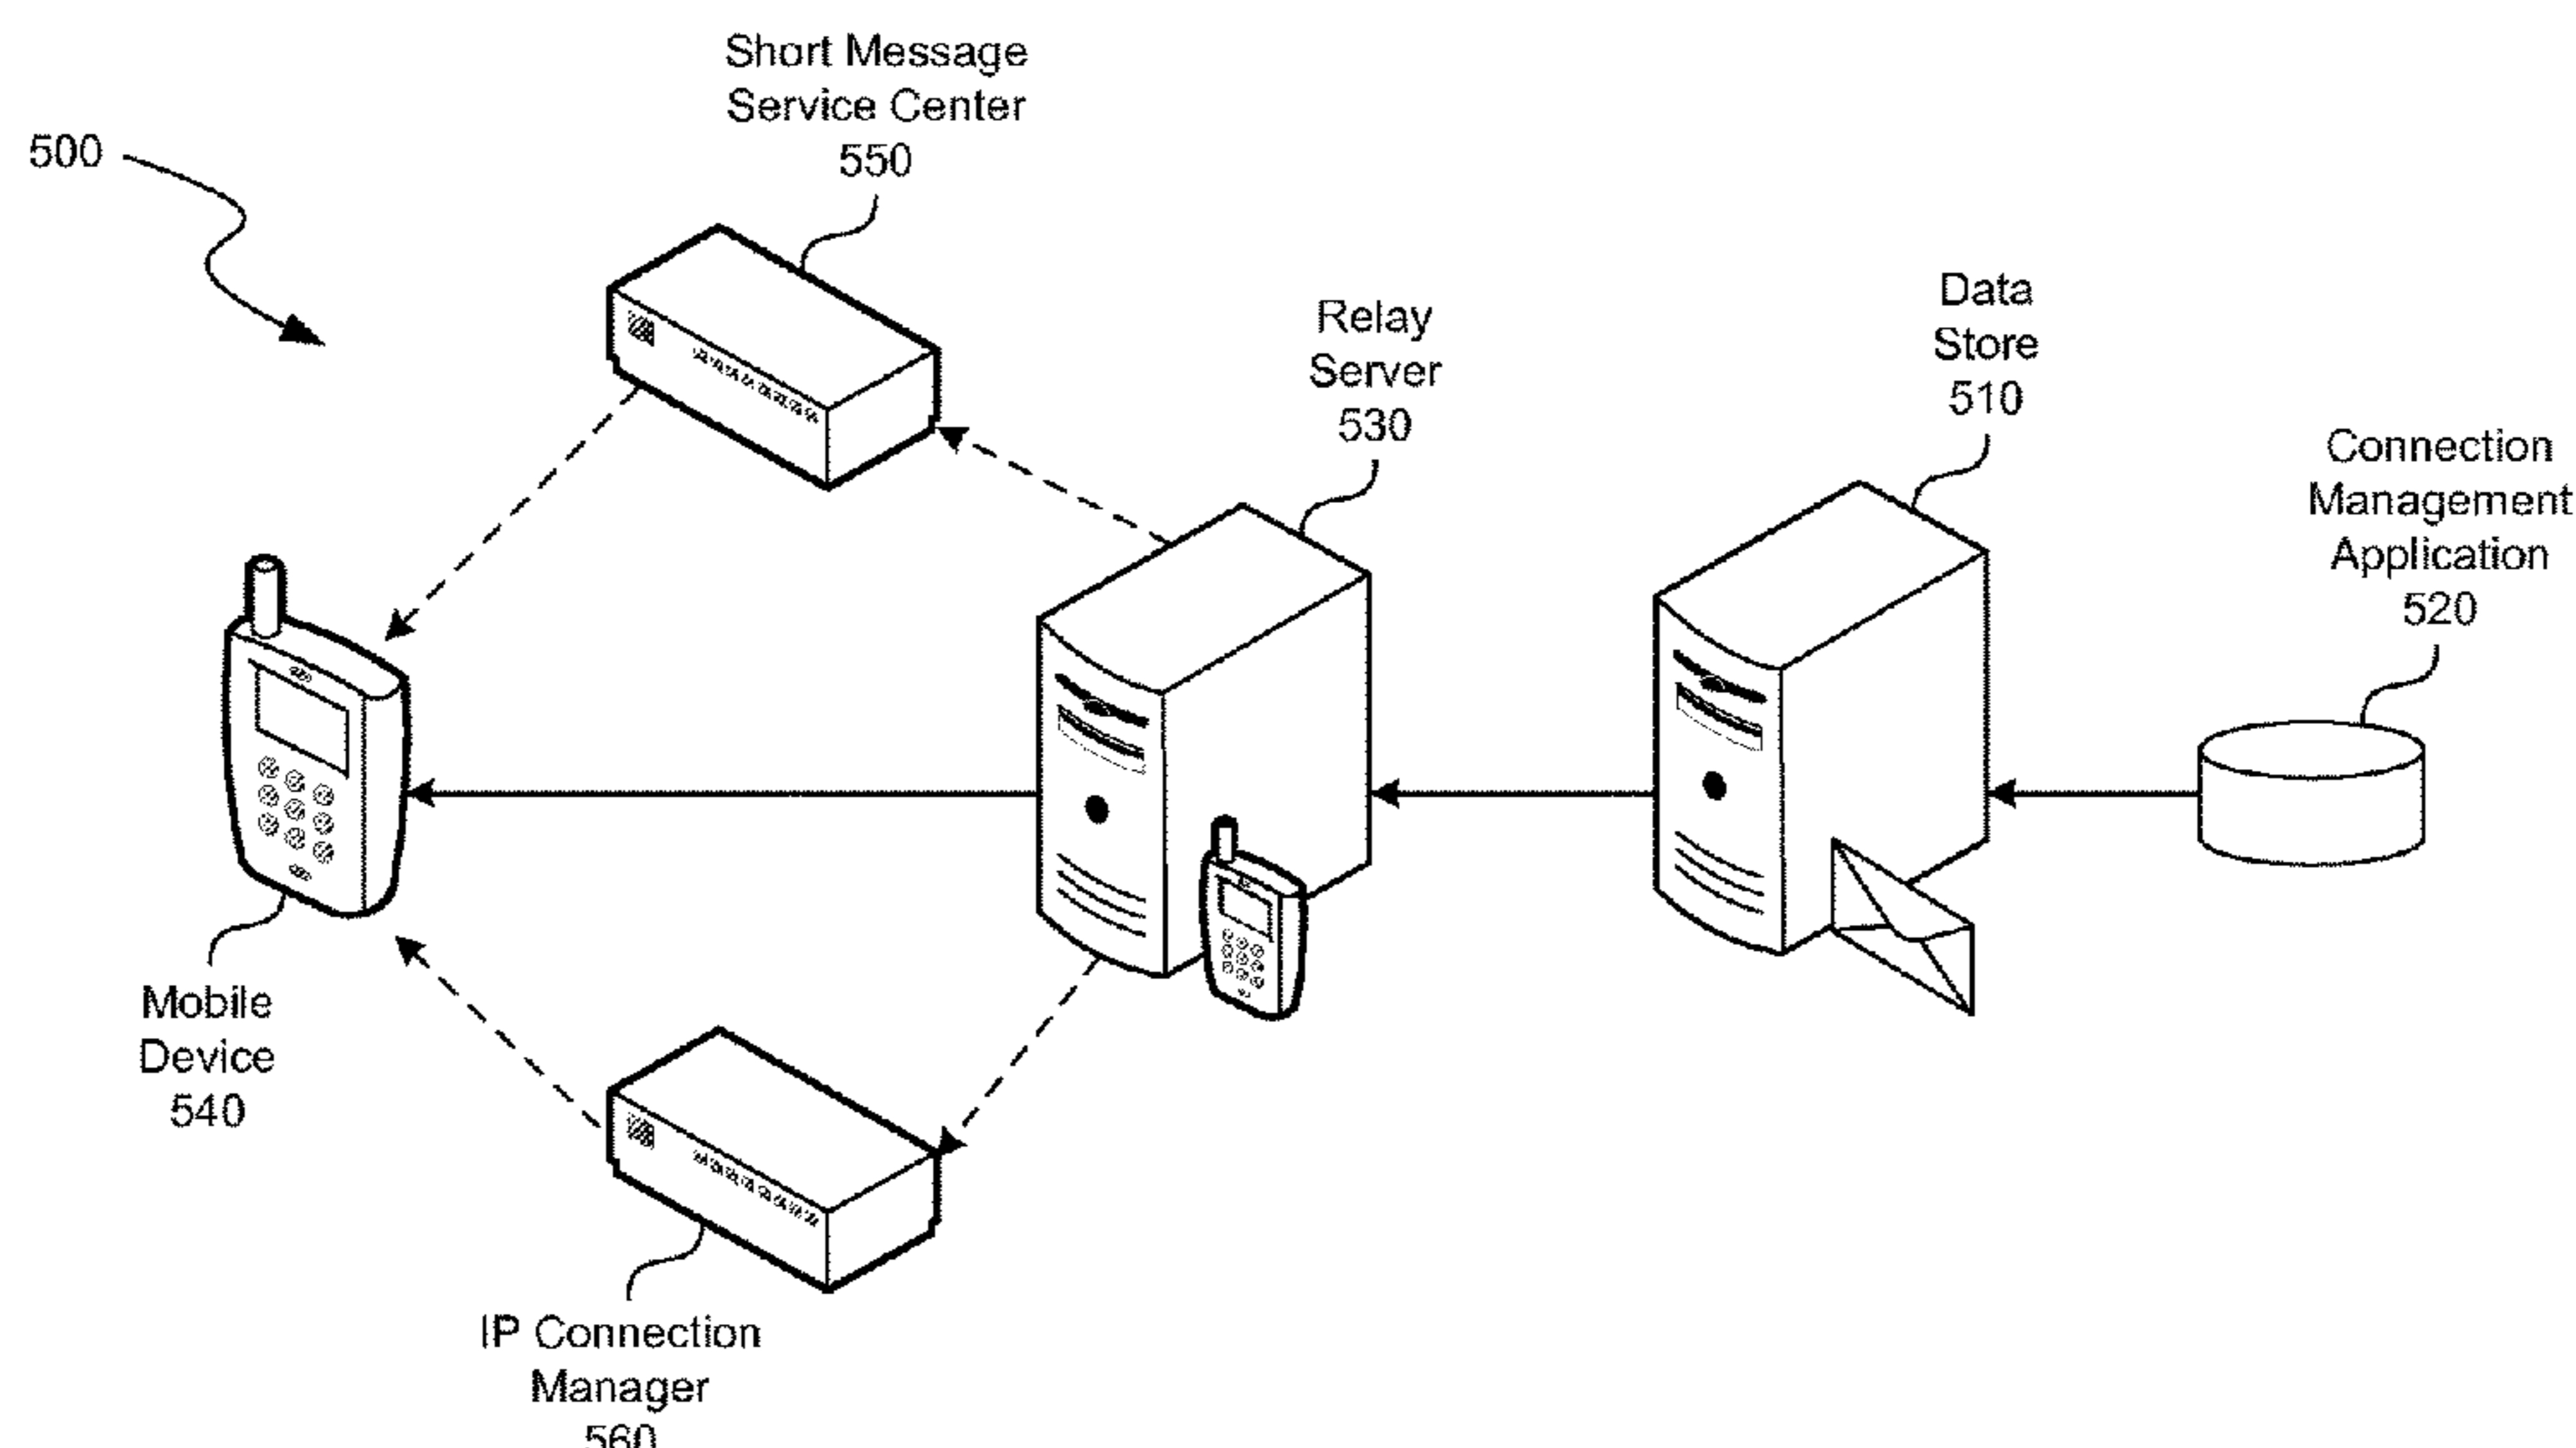 Short Message
Service Center
550
500
Relay
Server
530
Data
Store
510
Connection
Management
Application
520
Mobile
Device
540
IP Connection
Manager
560